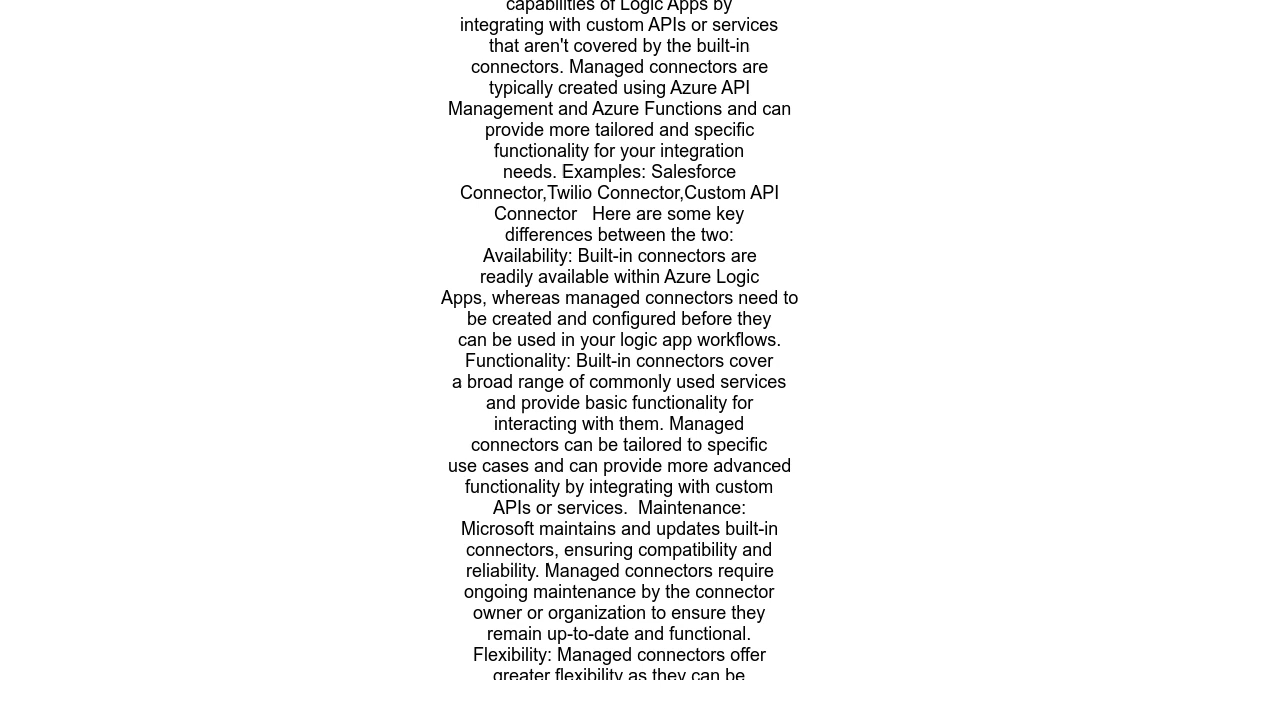 capabilities of Logic Apps by
integrating with custom APIs or services
that aren't covered by the built-in
connectors. Managed connectors are
typically created using Azure API
Management and Azure Functions and can
provide more tailored and specific
functionality for your integration
needs. Examples: Salesforce
Connector,Twilio Connector,Custom API
Connector   Here are some key
differences between the two:
Availability: Built-in connectors are
readily available within Azure Logic
Apps, whereas managed connectors need to
be created and configured before they
can be used in your logic app workflows.
Functionality: Built-in connectors cover
a broad range of commonly used services
and provide basic functionality for
interacting with them. Managed
connectors can be tailored to specific
use cases and can provide more advanced
functionality by integrating with custom
APIs or services.  Maintenance:
Microsoft maintains and updates built-in
connectors, ensuring compatibility and
reliability. Managed connectors require
ongoing maintenance by the connector
owner or organization to ensure they
remain up-to-date and functional.
Flexibility: Managed connectors offer
greater flexibility as they can be